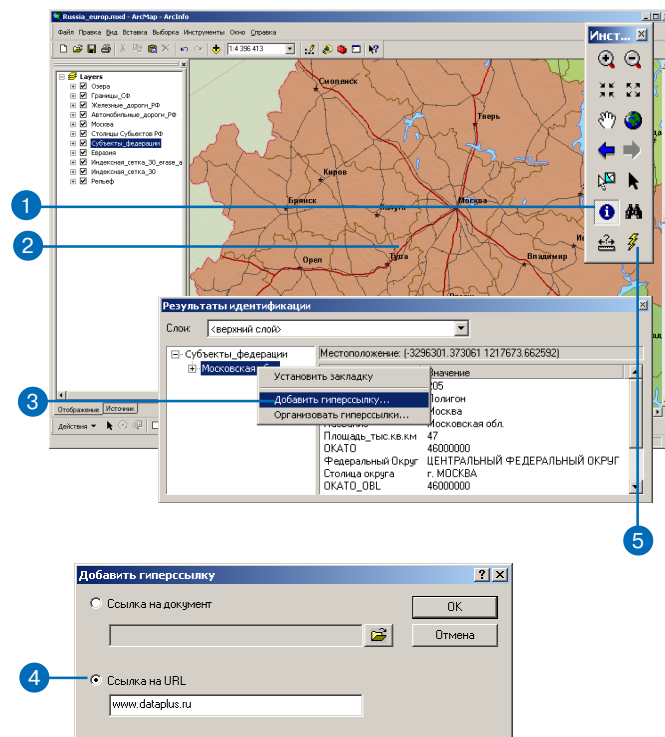 Russia_europ.mxd - ArcMap - ArcInfo
Файл Правка Вид Вставка Выборка Инструменты Окно Справка
1:4 396 413
Инст...
Layers
Озера
Границы_СФ
Железные_дороги_РФ
Автомобильные_дороги_РФ
Москва
Столицы Субъектов РФ
Субъекты_федерации
Евразия
Индексная_сетка_30_erase_a
Индексная_сетка_30
Рельеф
Смоленск
Тверь
Киров
Брянск
Калуга
Москва
Орел
Тула
Владимир
1
2
Результаты идентификации
Слои: <верхний слой>
Субъекты_федерации
Местоположение: (-3296301.373061 1217673.662592)
Московская
Значение
Установить закладку
205
3
Добавить гиперссылку...
Полигон
Организовать гиперссылки...
Москва
Название Московская обл.
Площадь_тыс.кв.км 47
OKATO 46000000
Федеральный Округ ЦЕНТРАЛЬНЫЙ ФЕДЕРАЛЬНЫЙ ОКРУГ
Столица округа г. МОСКВА
OKATO_OBL 46000000
Отображение Источник
Действия
5
Добавить гиперссылку
Ссылка на документ
OK
Отмена
4
Ссылка на URL
www.dataplus.ru